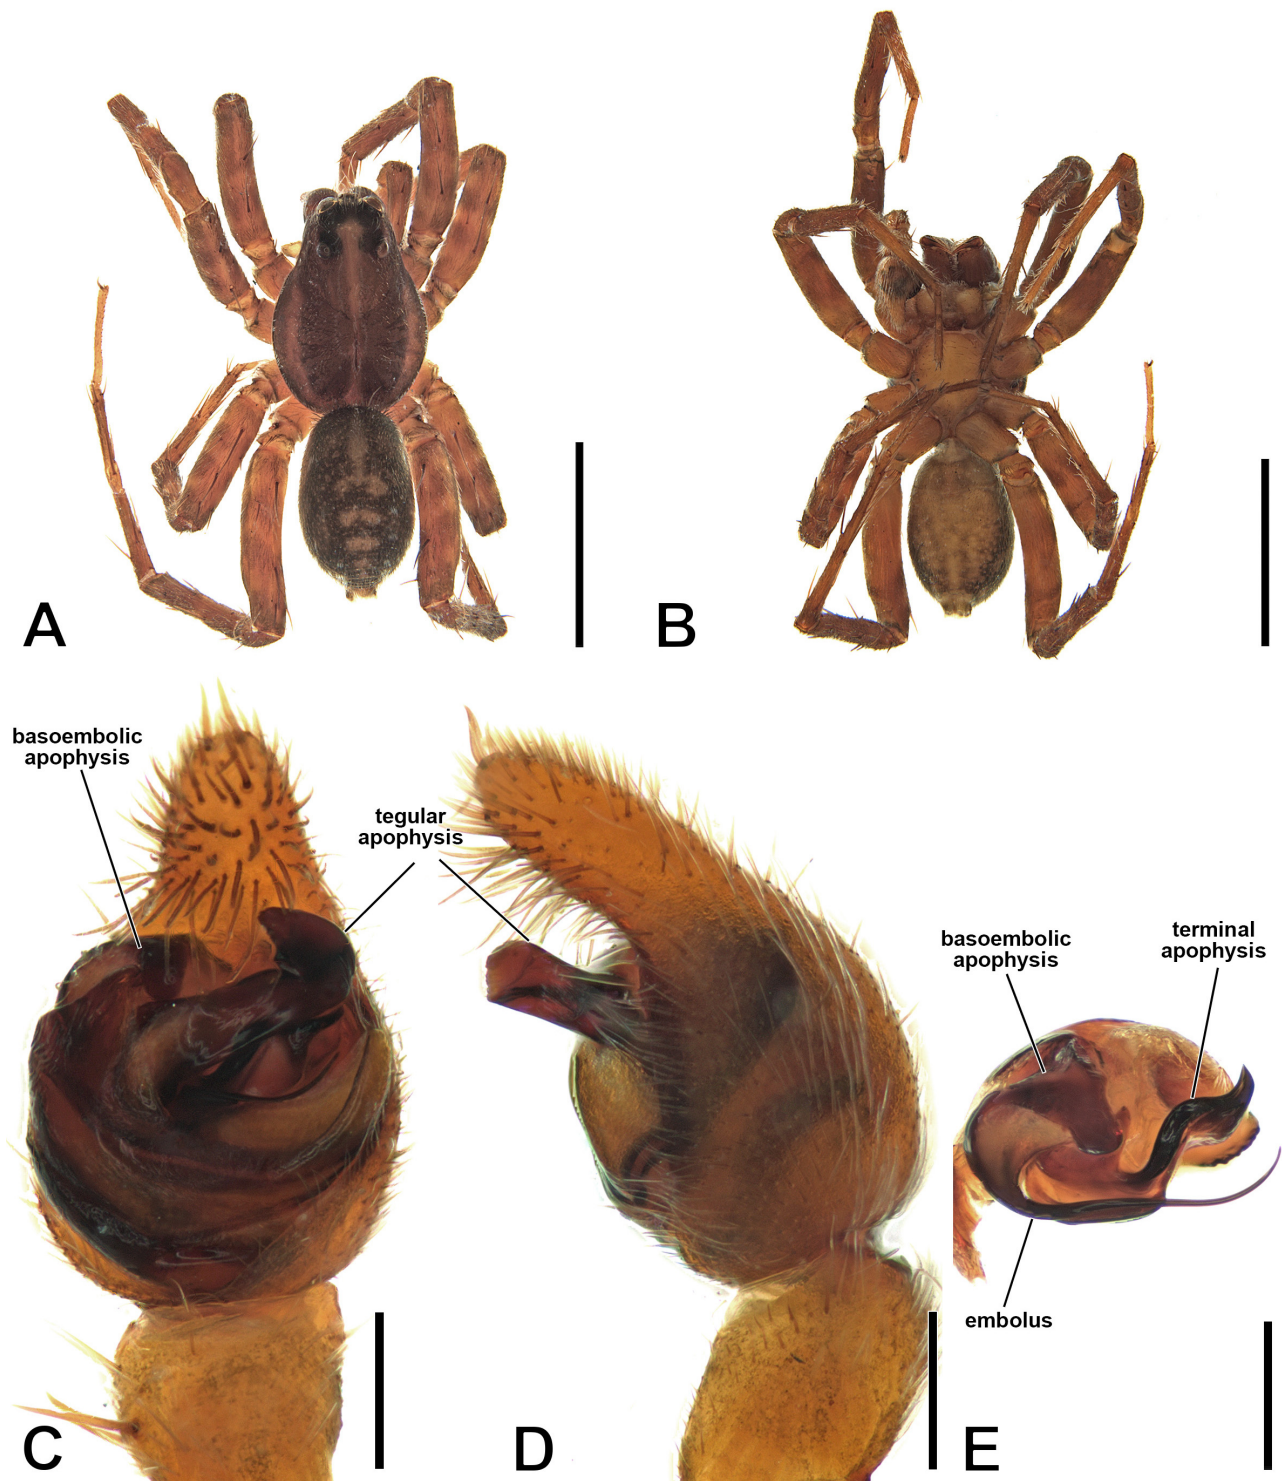 A
B
basoembolic
apophysis
tegular
apophysis
basoembolic
apophysis
terminal
apophysis
embolus
C
D
E